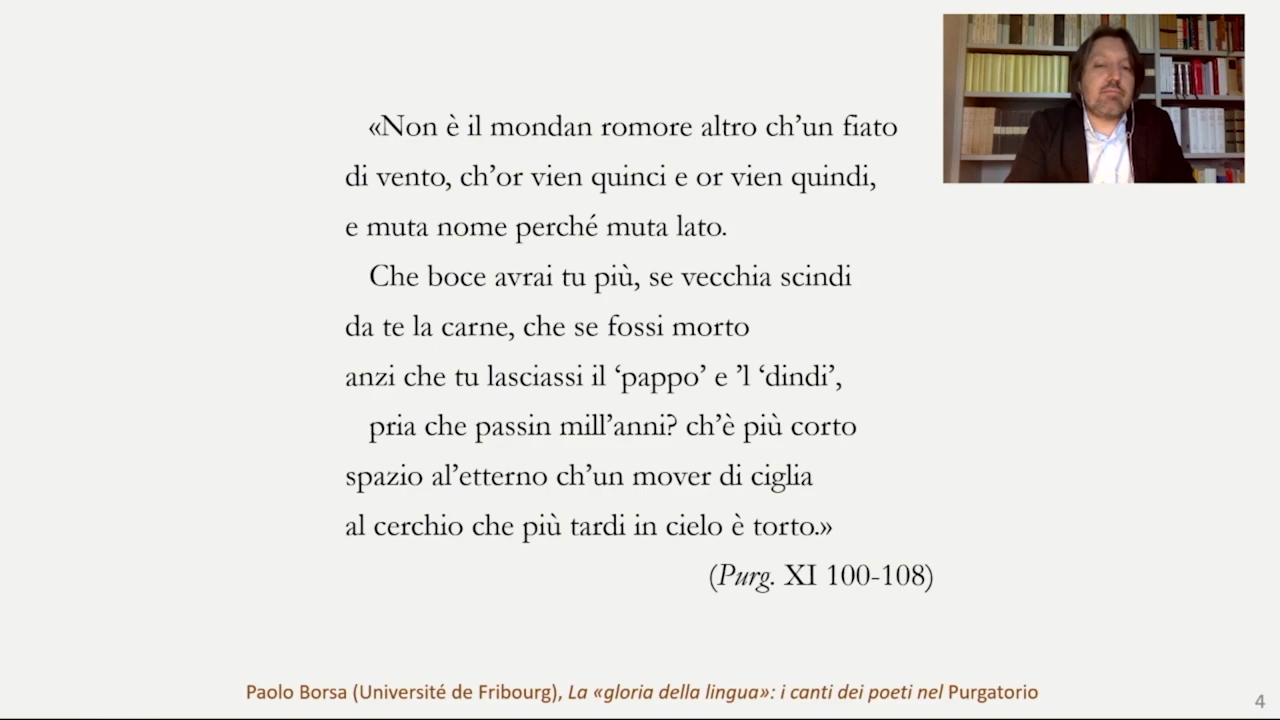 «Non è il mondan romore altro ch’un fiato
di vento, ch’or vien quinci e or vien quindi,
e muta nome perché muta lato.
Che boce avrai tu più, se vecchia scindi
da te la carne, che se fossi morto
anzi che tu lasciassi il ‘pappo’ e ’l ‘dindi’,
pria che passin mill’anni? ch’è più corto
spazio al’etterno ch’un mover di ciglia
al cerchio che più tardi in cielo è torto.»
(Purg. XI 100-108)
Paolo Borsa (Université de Fribourg), La «gloria della lingua»: i canti dei poeti nel Purgatorio
4